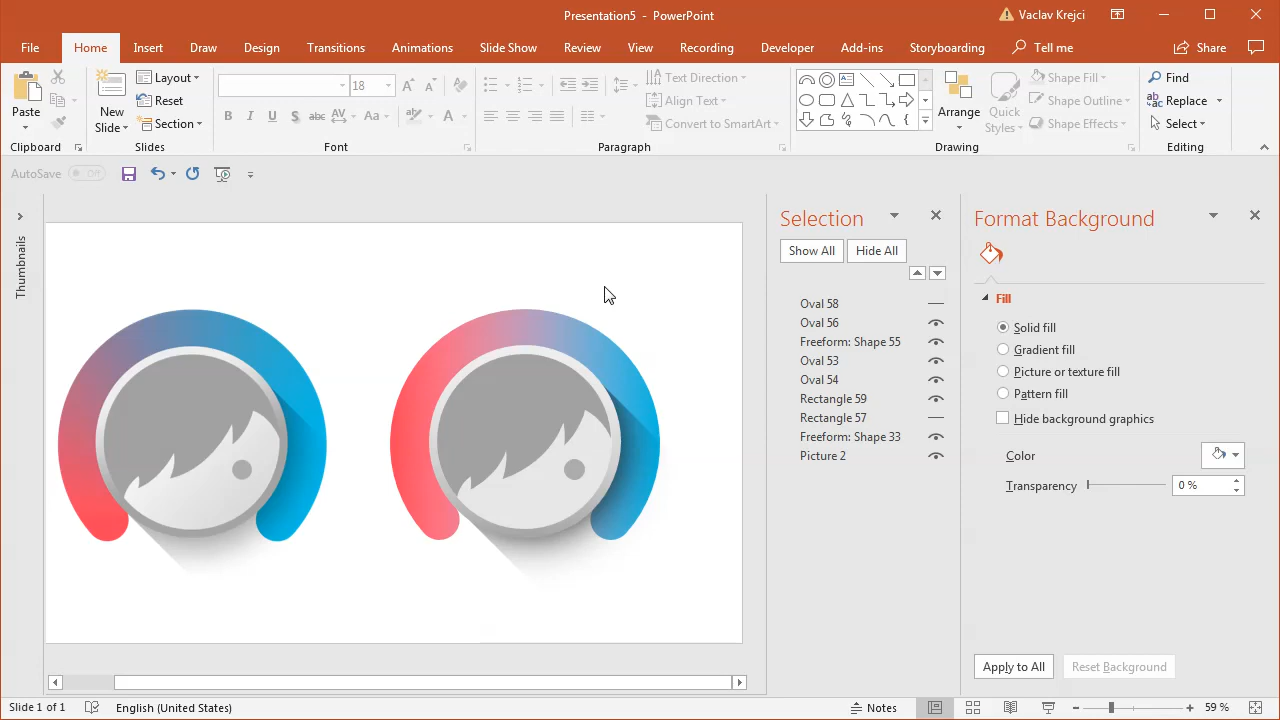 Presentation5 - PowerPoint
Vaclav Krejci
File Home Insert Draw Design Transitions Animations Slide Show Review View Recording Developer Add-ins Storyboarding Tell me Share
Paste
Clipboard
New Slide
Layout
Reset
Section
Slides
18
B I U S abc AV Aa A
Font
Text Direction
Align Text
Convert to SmartArt
Paragraph
Arrange
Quick Styles
Shape Fill
Shape Outline
Shape Effects
Drawing
Find
Replace
Select
Editing
AutoSave Off
Thumbnails
Selection
Show All Hide All
Oval 58
Oval 56
Freeform: Shape 55
Oval 53
Oval 54
Rectangle 59
Rectangle 57
Freeform: Shape 33
Picture 2
Format Background
Fill
Solid fill
Gradient fill
Picture or texture fill
Pattern fill
Hide background graphics
Color
Transparency 0 %
Apply to All Reset Background
Slide 1 of 1 English (United States) Notes 59 %